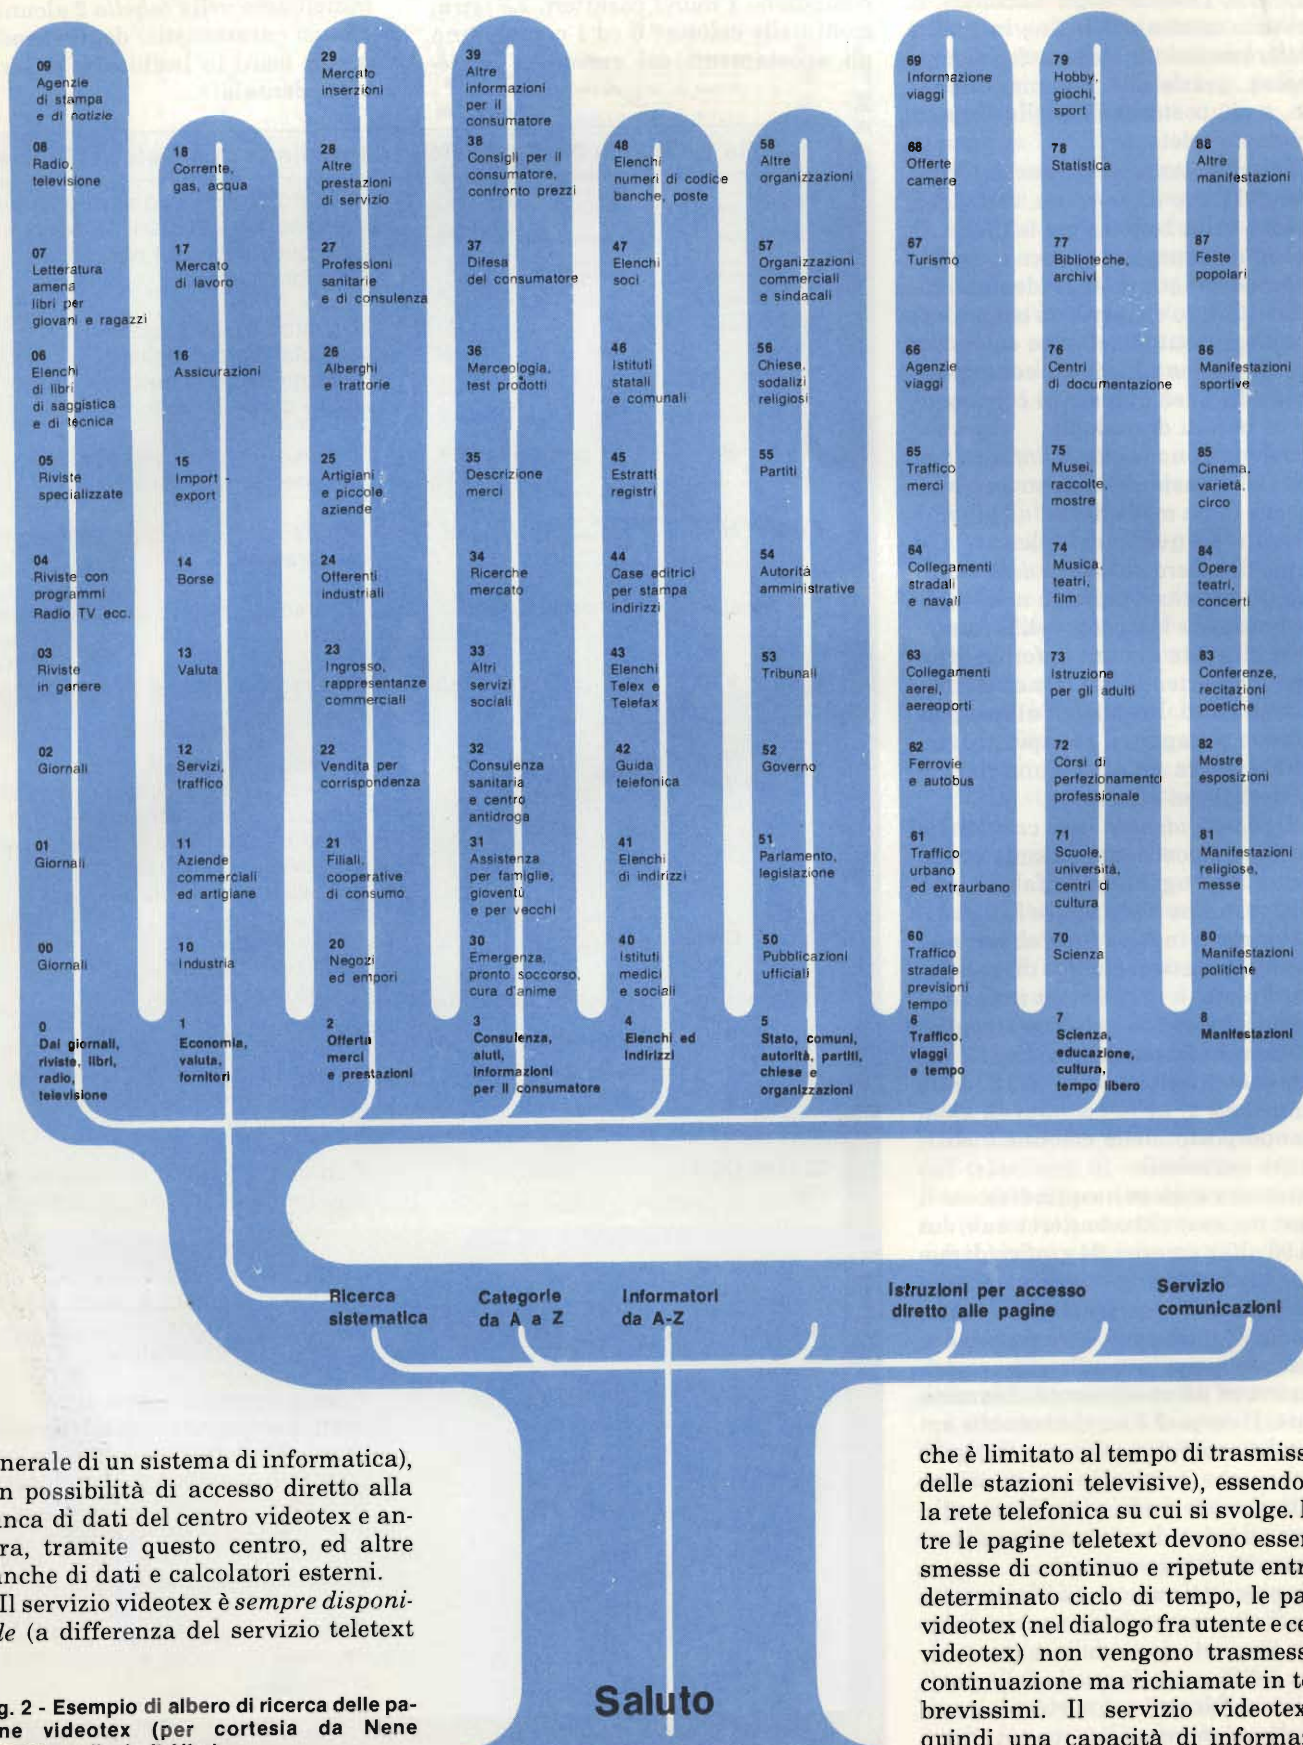 09
Agenzie
di stampa
e di notizie
08
Radio,
televisione
07
Letteratura
amena
libri per
giovani e ragazzi
06
Elenchi
di libri
di saggistica
e di tecnica
05
Riviste
specializzate
04
Riviste con
programmi
Radio TV ecc.
03
Riviste
in genere
02
Giornali
01
Giornali
00
Giornali
0
Dai giornali,
riviste, libri,
radio,
televisione
18
Corrente,
gas, acqua
17
Mercato
di lavoro
16
Assicurazioni
15
Import -
export
14
Borse
13
Valuta
12
Servizi,
traffico
11
Aziende
commerciali
ed artigiane
10
Industria
1
Economia,
valuta,
fornitori
29
Mercato
inserzioni
28
Altre
prestazioni
di servizio
27
Professioni
sanitarie
e di consulenza
26
Alberghi
e trattorie
25
Artigiani
e piccole
aziende
24
Offerenti
industriali
23
Ingrosso,
rappresentanze
commerciali
22
Vendita per
corrispondenza
21
Filiali,
cooperative
di consumo
20
Negozi
ed empori
2
Offerta
merci
e prestazioni
39
Altre
informazioni
per il
consumatore
38
Consigli per il
consumatore,
confronto prezzi
37
Difesa
del consumatore
36
Merceologia,
test prodotti
35
Descrizione
merci
34
Ricerche
mercato
33
Altri
servizi
sociali
32
Consulenza
sanitaria
e centro
antidroga
31
Assistenza
per famiglie,
gioventù
e per vecchi
30
Emergenza,
pronto soccorso,
cura d'anime
3
Consulenza,
aiuti,
informazioni
per il consumatore
48
Elenchi
numeri di codice
banche, poste
47
Elenchi
soci
46
Istituti
statali
e comunali
45
Estratti
registri
44
Case editrici
per stampa
indirizzi
43
Elenchi
Telex e
Telefax
42
Guida
telefonica
41
Elenchi
di indirizzi
40
Istituti
medici
e sociali
4
Elenchi ed
indirizzi
58
Altre
organizzazioni
57
Organizzazioni
commerciali
e sindacali
56
Chiese,
sodalizi
religiosi
55
Partiti
54
Autorità
amministrative
53
Tribunali
52
Governo
51
Parlamento,
legislazione
50
Pubblicazioni
ufficiali
5
Stato, comuni,
autorità, partiti,
chiese e
organizzazioni
69
Informazione
viaggi
68
Offerte
camere
67
Turismo
66
Agenzie
viaggi
65
Traffico
merci
64
Collegamenti
stradali
e navali
63
Collegamenti
aerei,
aereoporti
62
Ferrovie
e autobus
61
Traffico
urbano
ed extraurbano
60
Traffico
stradale
previsioni
tempo
6
Traffico,
viaggi
e tempo
79
Hobby,
giochi,
sport
78
Statistica
77
Biblioteche,
archivi
76
Centri
di documentazione
75
Musei,
raccolte,
mostre
74
Musica,
teatri,
film
73
Istruzione
per gli adulti
72
Corsi di
perfezionamento
professionale
71
Scuole,
università,
centri di
cultura
70
Scienza
7
Scienza,
educazione,
cultura,
tempo libero
88
Altre
manifestazioni
87
Feste
popolari
86
Manifestazioni
sportive
85
Cinema,
varietà,
circo
84
Opere
teatri,
concerti
83
Conferenze,
recitazioni
poetiche
82
Mostre
esposizioni
81
Manifestazioni
religiose,
messe
80
Manifestazioni
politiche
8
Manifestazioni
Ricerca
sistematica
Categorie
da A a Z
Informatori
da A-Z
Istruzioni per accesso
diretto alle pagine
Servizio
comunicazioni
Saluto
nerale di un sistema di informatica),
n possibilità di accesso diretto alla
nca di dati del centro videotex e an-
ra, tramite questo centro, ed altre
nche di dati e calcolatori esterni.
Il servizio videotex è sempre disponi-
le (a differenza del servizio teletext
g. 2 - Esempio di albero di ricerca delle pa-
ne videotex (per cortesia da Nene
che è limitato al tempo di trasmiss
delle stazioni televisive), essendo
la rete telefonica su cui si svolge.
tre le pagine teletext devono esser
smesse di continuo e ripetute entr
determinato ciclo di tempo, le pa
videotex (nel dialogo fra utente e ce
videotex) non vengono trasmess
continuazione ma richiamate in te
brevissimi. Il servizio videotex
quindi una capacità di informa